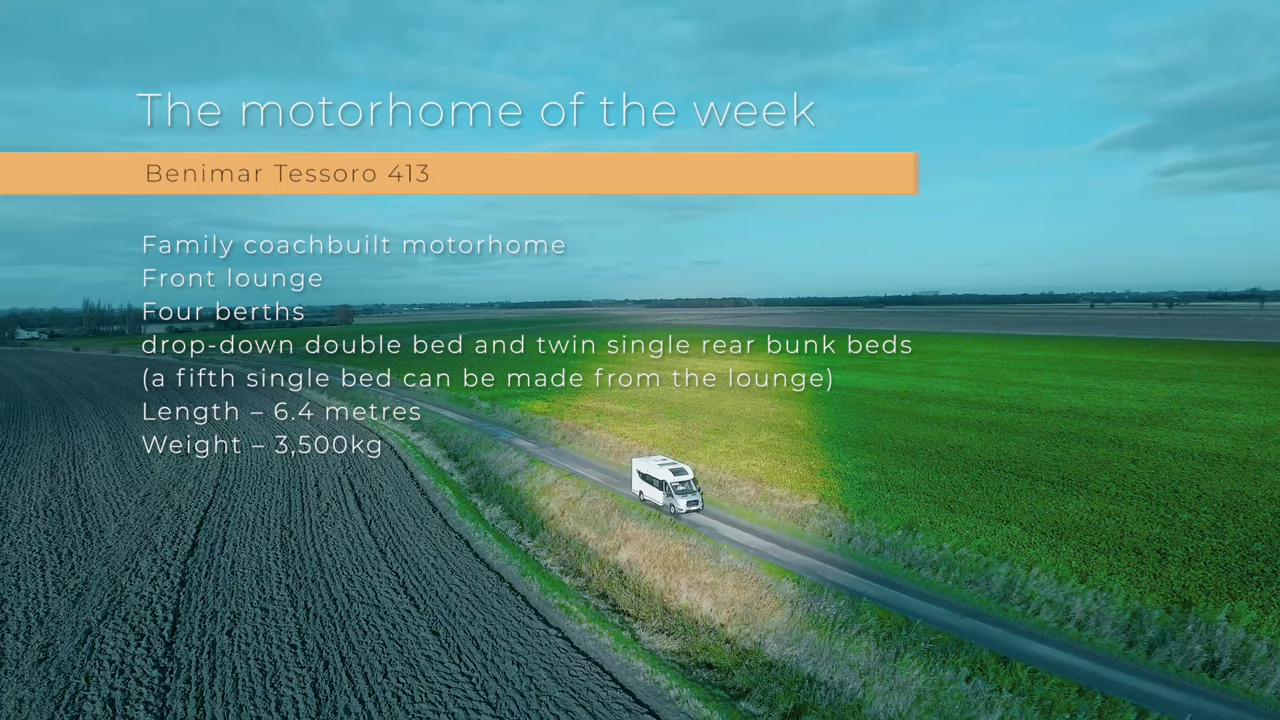 The motorhome of the week
Benimar Tessoro 413
Family coachbuilt motorhome
Front lounge
Four berths
drop-down double bed and twin single rear bunk beds
(a fifth single bed can be made from the lounge)
Length – 6.4 metres
Weight – 3,500kg